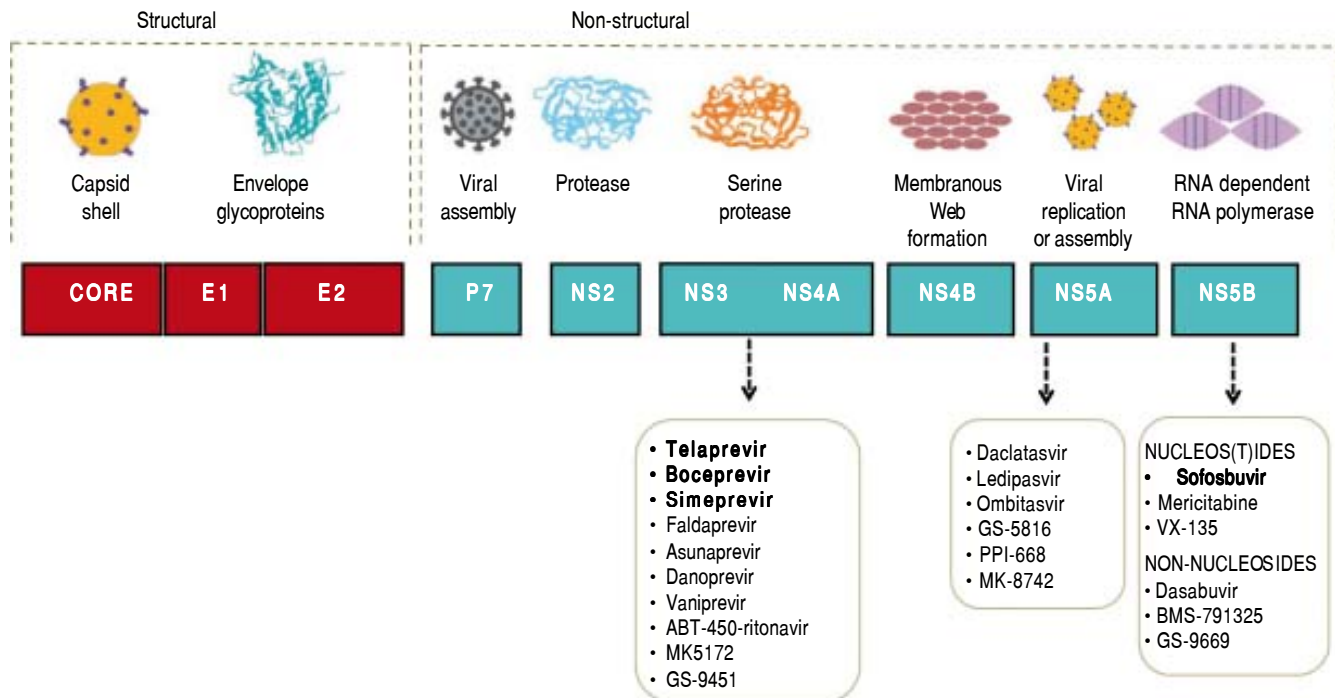 Structural
Non-structural
Capsid
shell
Envelope
glycoproteins
Viral
assembly
Protease
Serine
protease
Membranous
Web
formation
Viral
replication
or assembly
RNA dependent
RNA polymerase
CORE
E1
E2
P7
NS2
NS3 NS4A
NS4B
NS5A
NS5B
• Telaprevir
• Boceprevir
• Simeprevir
• Faldaprevir
• Asunaprevir
• Danoprevir
• Vaniprevir
• ABT-450-ritonavir
• MK5172
• GS-9451
• Daclatasvir
• Ledipasvir
• Ombitasvir
• GS-5816
• PPI-668
• MK-8742
NUCLEOS(T)IDES
• Sofosbuvir
• Mericitabine
• VX-135
NON-NUCLEOSIDES
• Dasabuvir
• BMS-791325
• GS-9669